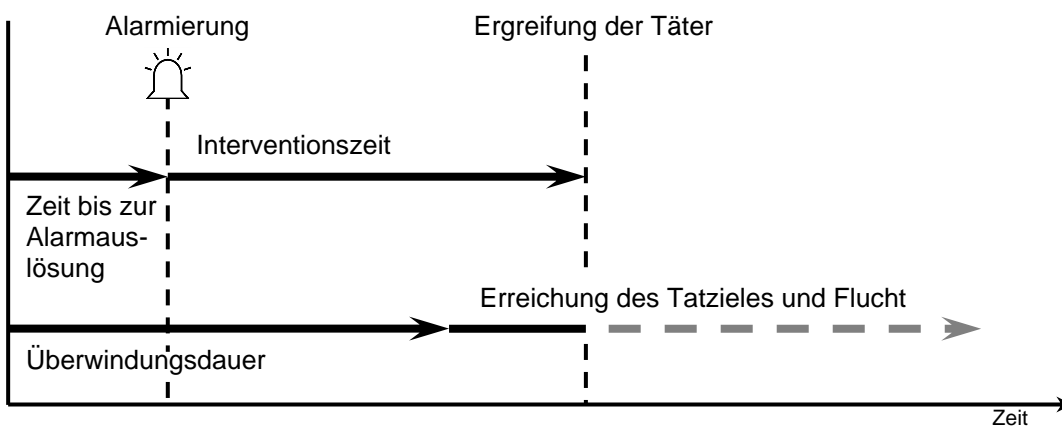 Alarmierung
Ergreifung der Täter
Interventionszeit
Zeit bis zur
Alarmaus-
lösung
Erreichung des Tatzieles und Flucht
Überwindungsdauer
Zeit